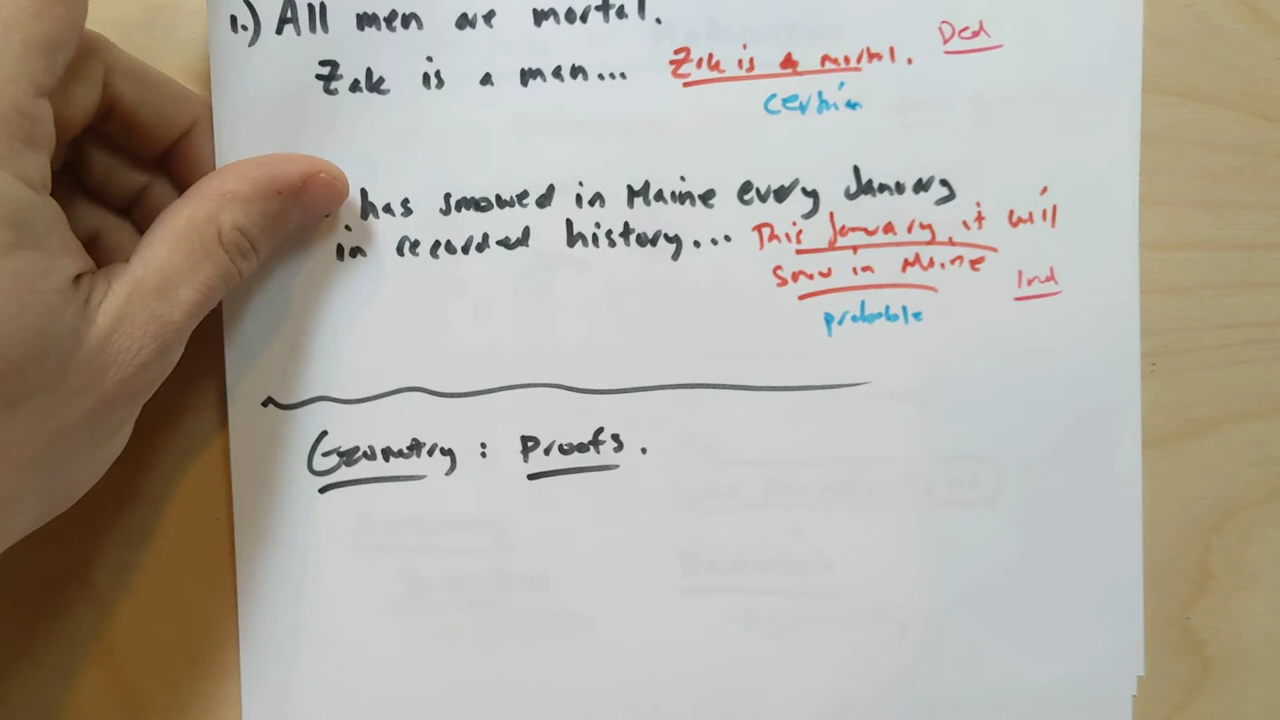 1.) All men are mortal.
Zak is a man... Zak is a mortal. Ded
certain
has snowed in Maine every January
in recorded history... This January, it will
snow in Maine Ind
probable
Geometry : Proofs.